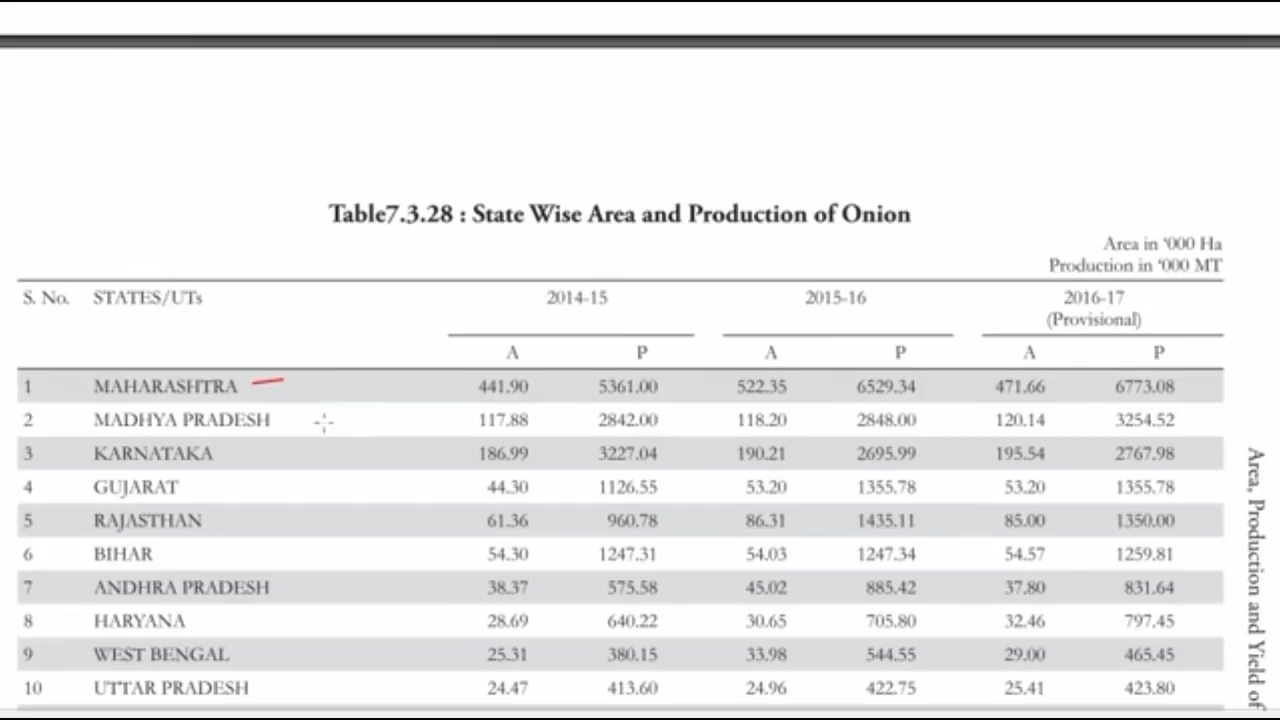 Table7.3.28 : State Wise Area and Production of Onion
Area in '000 Ha
Production in '000 MT
S. No. STATES/UTs 2014-15 2015-16 2016-17
(Provisional)
A P A P A P
1 MAHARASHTRA 441.90 5361.00 522.35 6529.34 471.66 6773.08
2 MADHYA PRADESH 117.88 2842.00 118.20 2848.00 120.14 3254.52
3 KARNATAKA 186.99 3227.04 190.21 2695.99 195.54 2767.98
4 GUJARAT 44.30 1126.55 53.20 1355.78 53.20 1355.78
5 RAJASTHAN 61.36 960.78 86.31 1435.11 85.00 1350.00
6 BIHAR 54.30 1247.31 54.03 1247.34 54.57 1259.81
7 ANDHRA PRADESH 38.37 575.58 45.02 885.42 37.80 831.64
8 HARYANA 28.69 640.22 30.65 705.80 32.46 797.45
9 WEST BENGAL 25.31 380.15 33.98 544.55 29.00 465.45
10 UTTAR PRADESH 24.47 413.60 24.96 422.75 25.41 423.80
Area, Production and Yield of